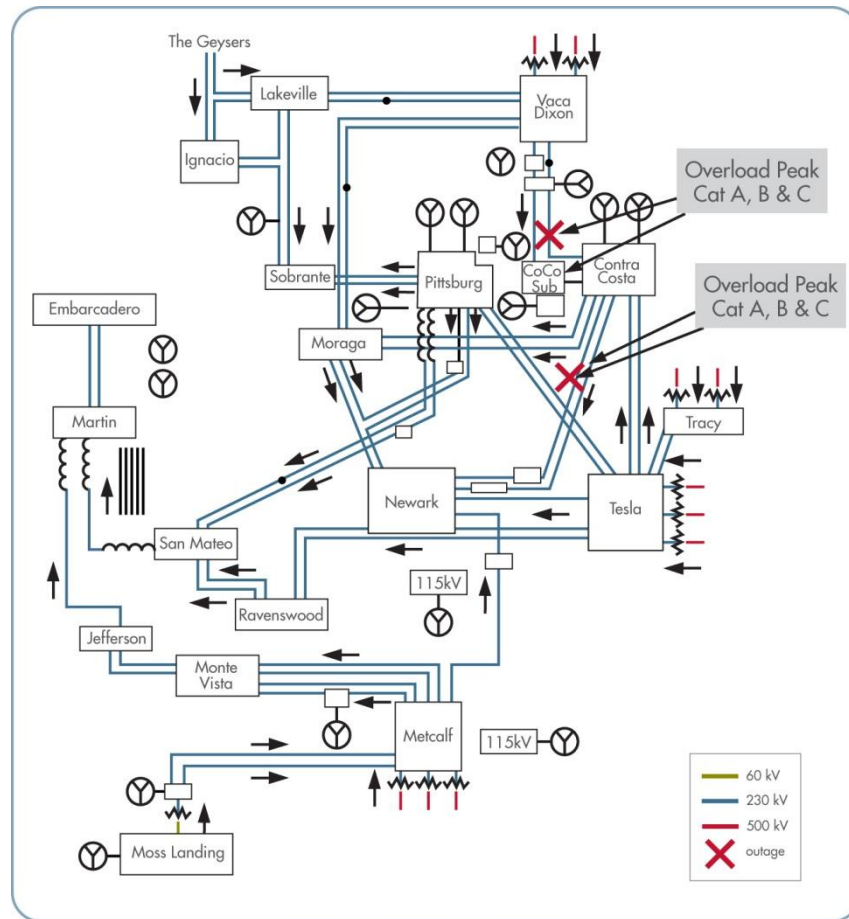 The Geysers
Lakeville
Vaca
Dixon
Ignacio
Overload Peak
Cat A, B & C
Sobrante
Pittsburg
CoCo
Sub
Contra
Costa
Embarcadero
Overload Peak
Cat A, B & C
Moraga
Martin
Tracy
Newark
Tesla
San Mateo
115kV
Ravenswood
Jefferson
Monte
Vista
Metcalf
115kV
60 kV
230 kV
500 kV
outage
Moss Landing